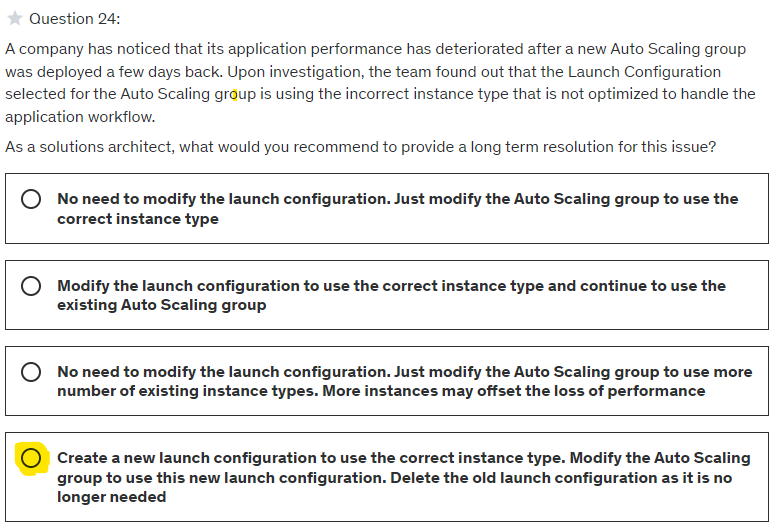 Question 24:
A company has noticed that its application performance has deteriorated after a new Auto Scaling group
was deployed a few days back. Upon investigation, the team found out that the Launch Configuration
selected for the Auto Scaling group is using the incorrect instance type that is not optimized to handle the
application workflow.
As a solutions architect, what would you recommend to provide a long term resolution for this issue?
No need to modify the launch configuration. Just modify the Auto Scaling group to use the
correct instance type
Modify the launch configuration to use the correct instance type and continue to use the
existing Auto Scaling group
No need to modify the launch configuration. Just modify the Auto Scaling group to use more
number of existing instance types. More instances may offset the loss of performance
Create a new launch configuration to use the correct instance type. Modify the Auto Scaling
group to use this new launch configuration. Delete the old launch configuration as it is no
longer needed